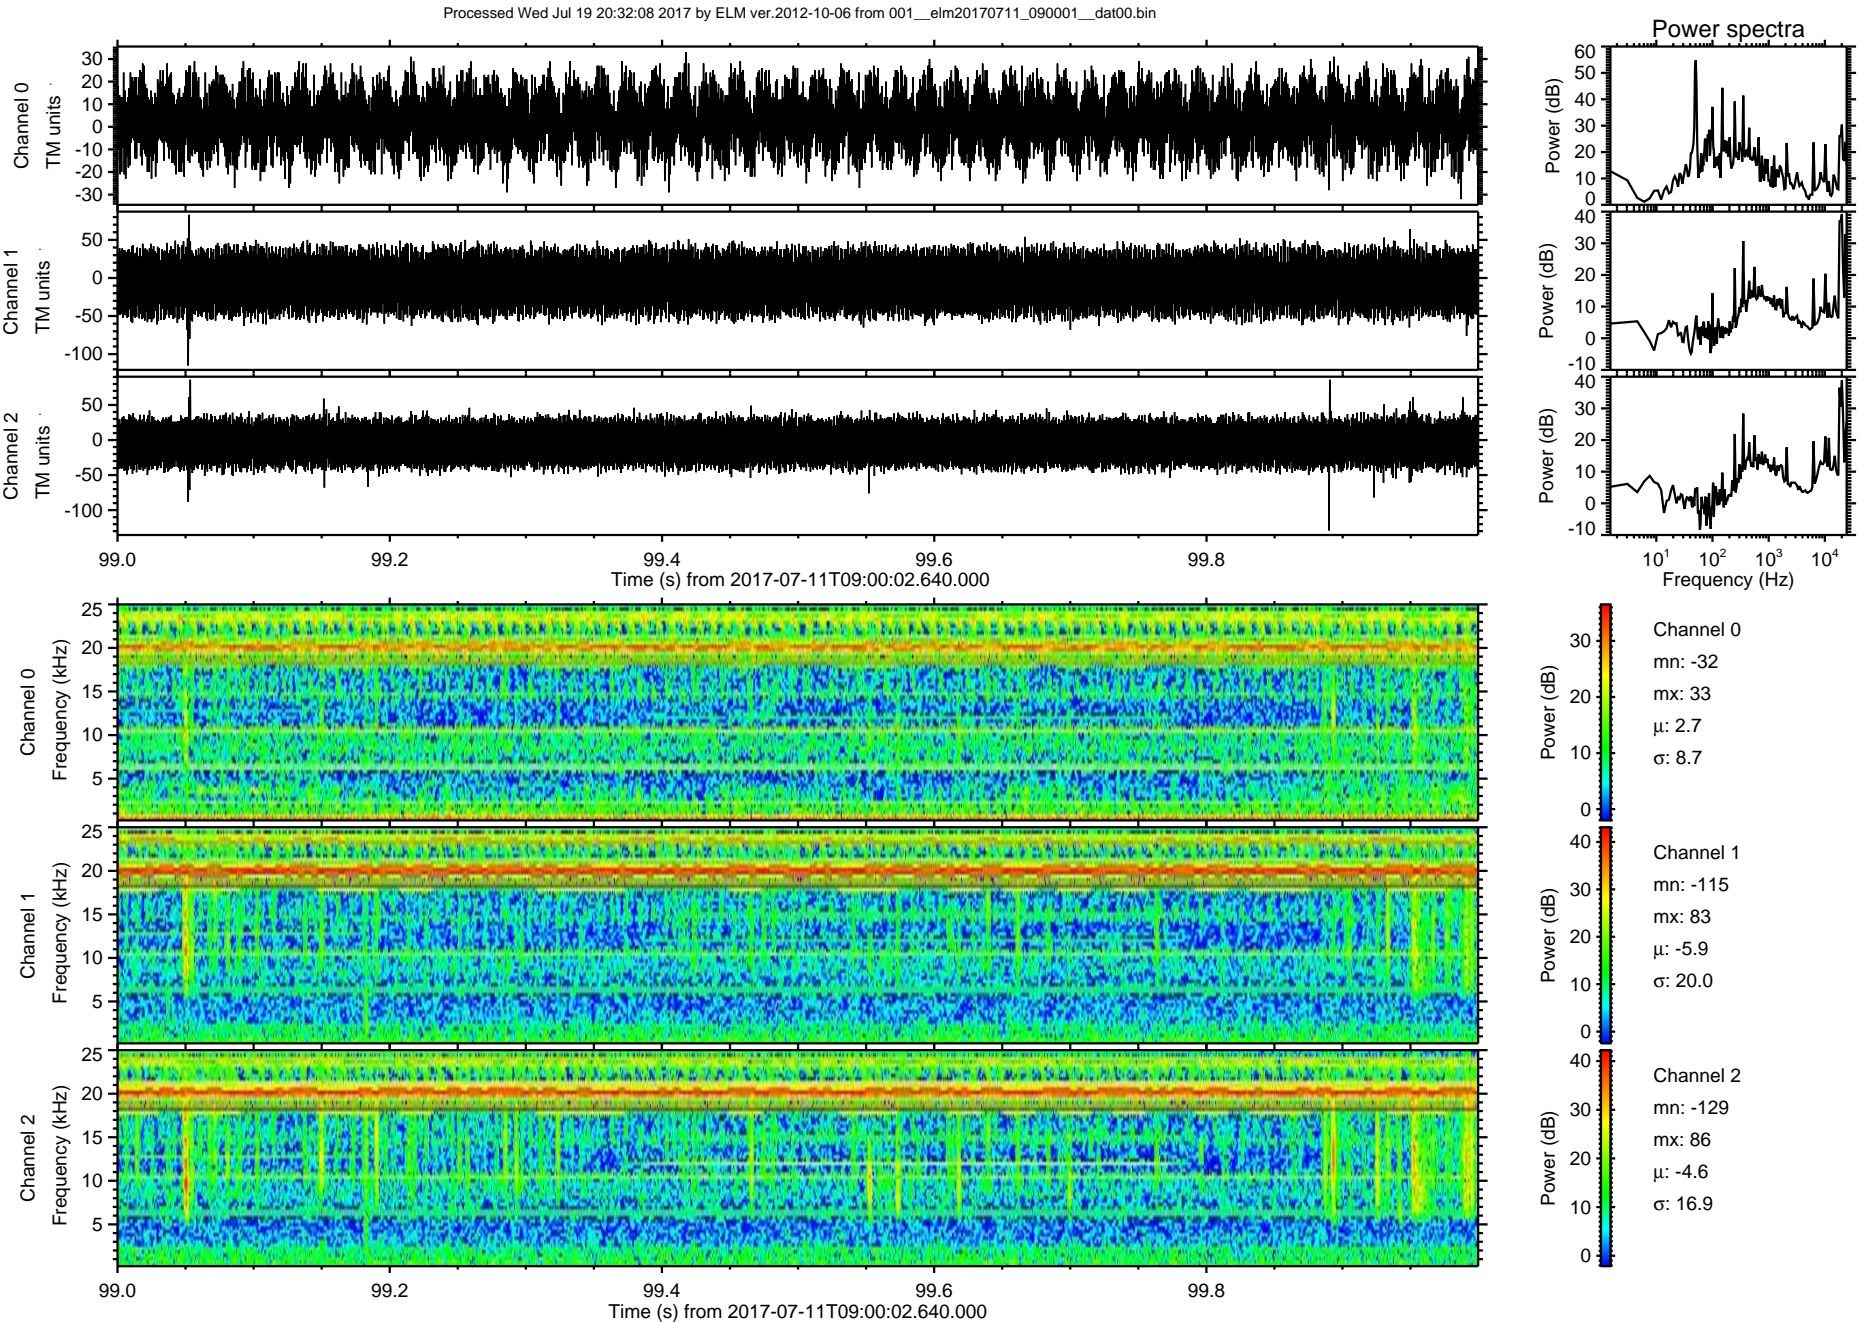 Processed Wed Jul 19 20:32:08 2017 by ELM ver.2012-10-06 from 001__elm20170711_090001__dat00.bin
Power spectra
Channel 0
TM units
30
20
10
0
-10
-20
-30
Power (dB)
60
50
40
30
20
10
0
Channel 1
TM units
50
0
-50
-100
Power (dB)
40
30
20
10
0
-10
Channel 2
TM units
50
0
-50
-100
Power (dB)
40
30
20
10
0
-10
99.0 99.2 99.4 99.6 99.8
Time (s) from 2017-07-11T09:00:02.640.000
10¹ 10² 10³ 10⁴
Frequency (Hz)
Channel 0
Frequency (kHz)
25
20
15
10
5
Power (dB)
30
20
10
0
Channel 0
mn: -32
mx: 33
μ: 2.7
σ: 8.7
Channel 1
Frequency (kHz)
25
20
15
10
5
Power (dB)
40
30
20
10
0
Channel 1
mn: -115
mx: 83
μ: -5.9
σ: 20.0
Channel 2
Frequency (kHz)
25
20
15
10
5
Power (dB)
40
30
20
10
0
Channel 2
mn: -129
mx: 86
μ: -4.6
σ: 16.9
99.0 99.2 99.4 99.6 99.8
Time (s) from 2017-07-11T09:00:02.640.000